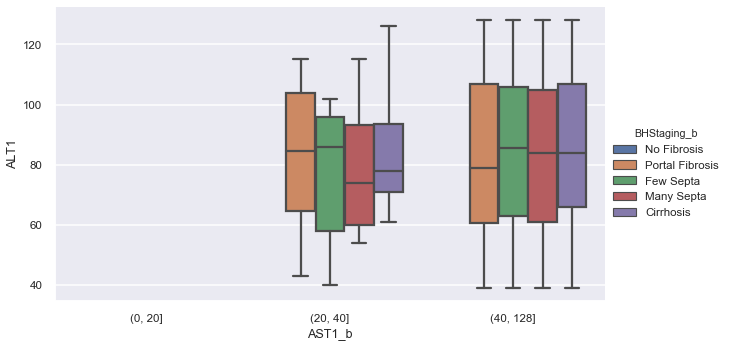 120
100
80
60
40
ALT1
(0, 20]
(20, 40]
(40, 128]
AST1_b
BHStaging_b
No Fibrosis
Portal Fibrosis
Few Septa
Many Septa
Cirrhosis